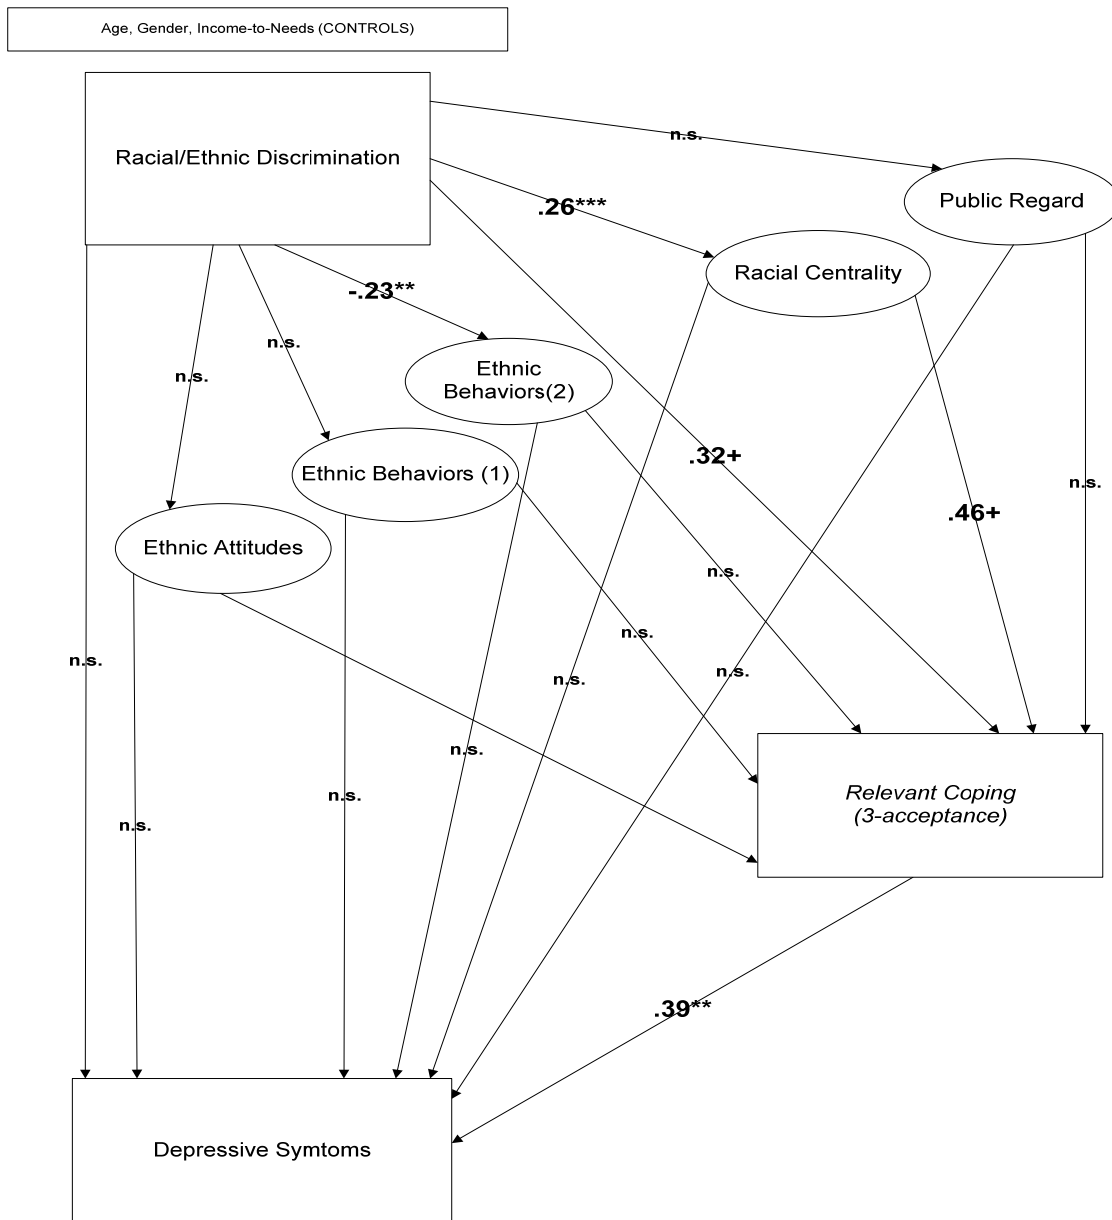 Age, Gender, Income-to-Needs (CONTROLS)
Racial/Ethnic Discrimination
n.s.
Public Regard
.26***
Racial Centrality
-.23**
n.s.
n.s.
Ethnic
Behaviors(2)
.32+
Ethnic Behaviors (1)
n.s.
.46+
Ethnic Attitudes
n.s.
n.s.
n.s.
n.s.
n.s.
n.s.
n.s.
n.s.
Relevant Coping
(3-acceptance)
.39**
Depressive Symtoms